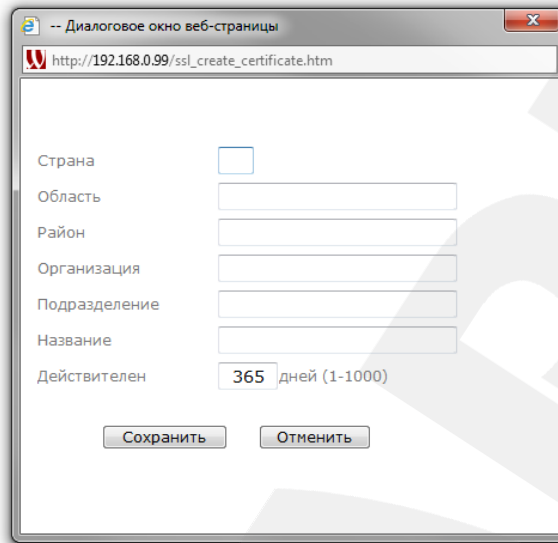 -- Диалоговое окно веб-страницы
http://192.168.0.99/ssl_create_certificate.htm
Страна
Область
Район
Организация
Подразделение
Название
Действителен 365 дней (1-1000)
Сохранить Отменить